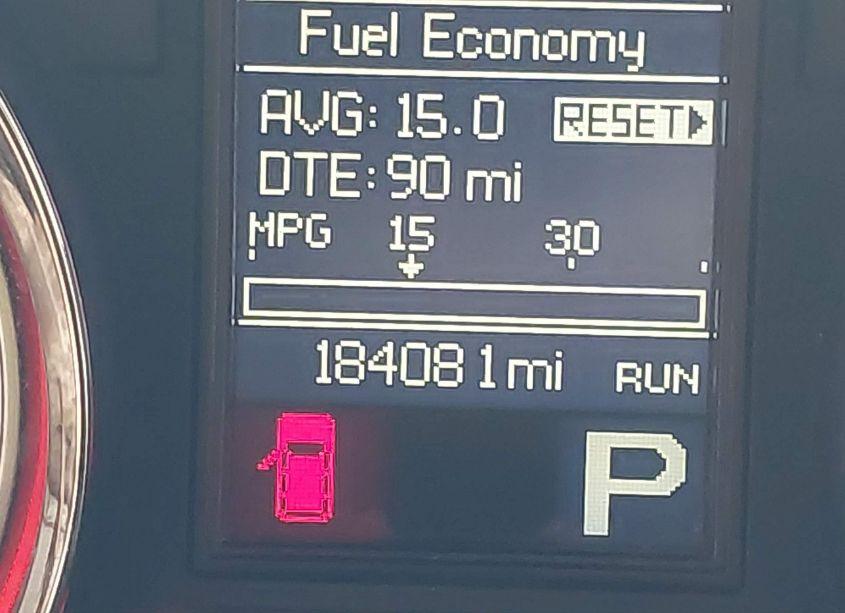 Fuel Economy
AVG: 15.0 RESET
DTE: 90 mi
MPG 15 30
184081 mi RUN
P